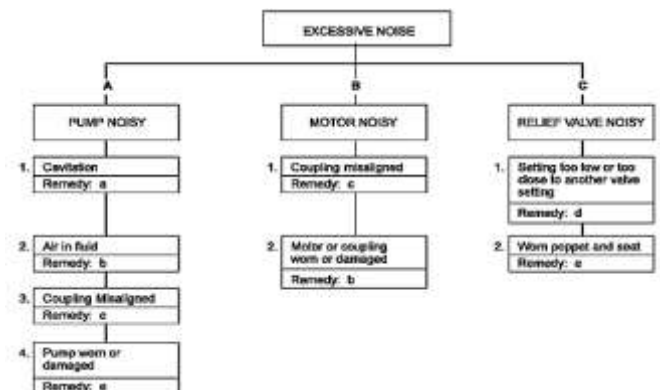 EXCESSIVE NOISE
A
B
C
PUMP NOISY
MOTOR NOISY
RELIEF VALVE NOISY
1. Cavitation
Remedy: a
2. Air in fluid
Remedy: b
3. Coupling Misaligned
Remedy: c
4. Pump worn or
damaged
Remedy: e
1. Coupling misaligned
Remedy: c
2. Motor or coupling
worn or damaged
Remedy: b
1. Setting too low or too
close to another valve
setting
Remedy: d
2. Worn poppet and seat
Remedy: e